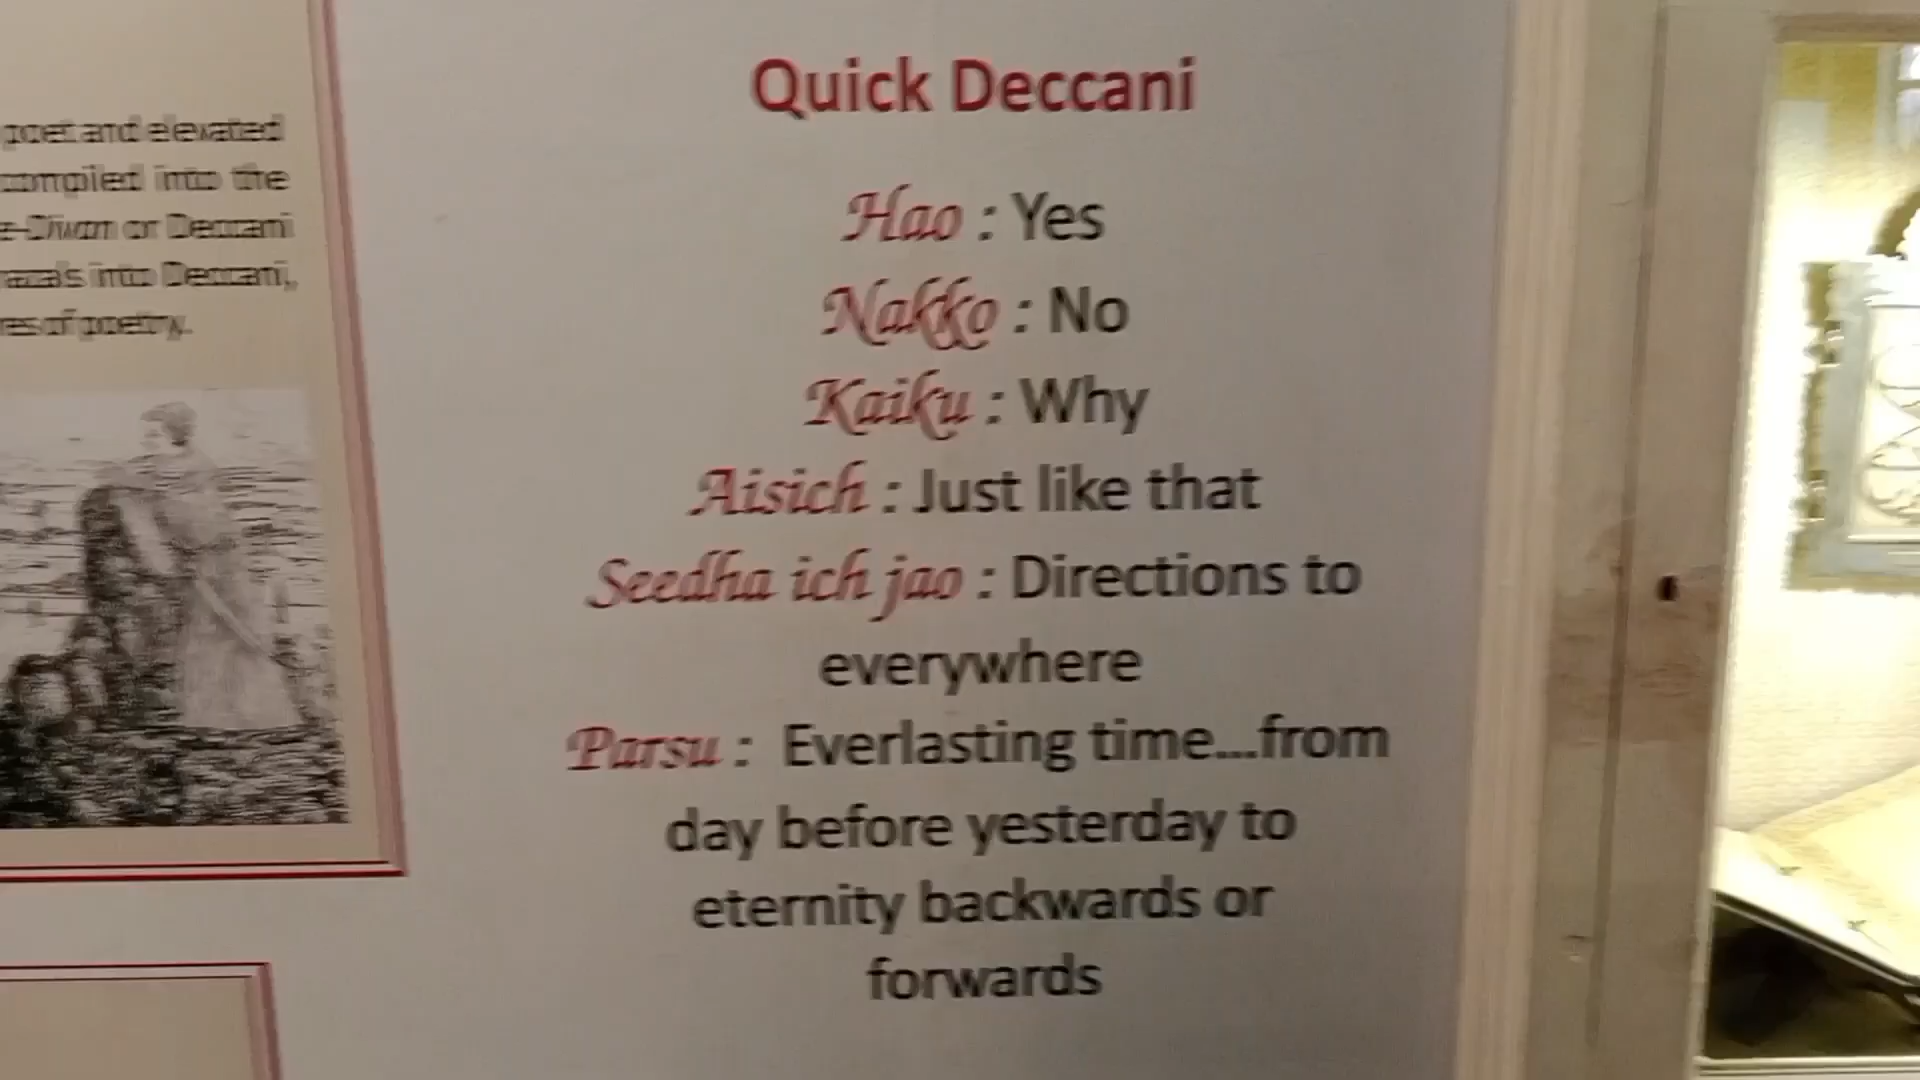 poet and elevated
compiled into the
e-Diwan or Deccani
into Deccani,
of poetry.
Quick Deccani
Hao : Yes
Nakko : No
Kaiku : Why
Aisich : Just like that
Seedha ich jao : Directions to
everywhere
Parsu : Everlasting time...from
day before yesterday to
eternity backwards or
forwards